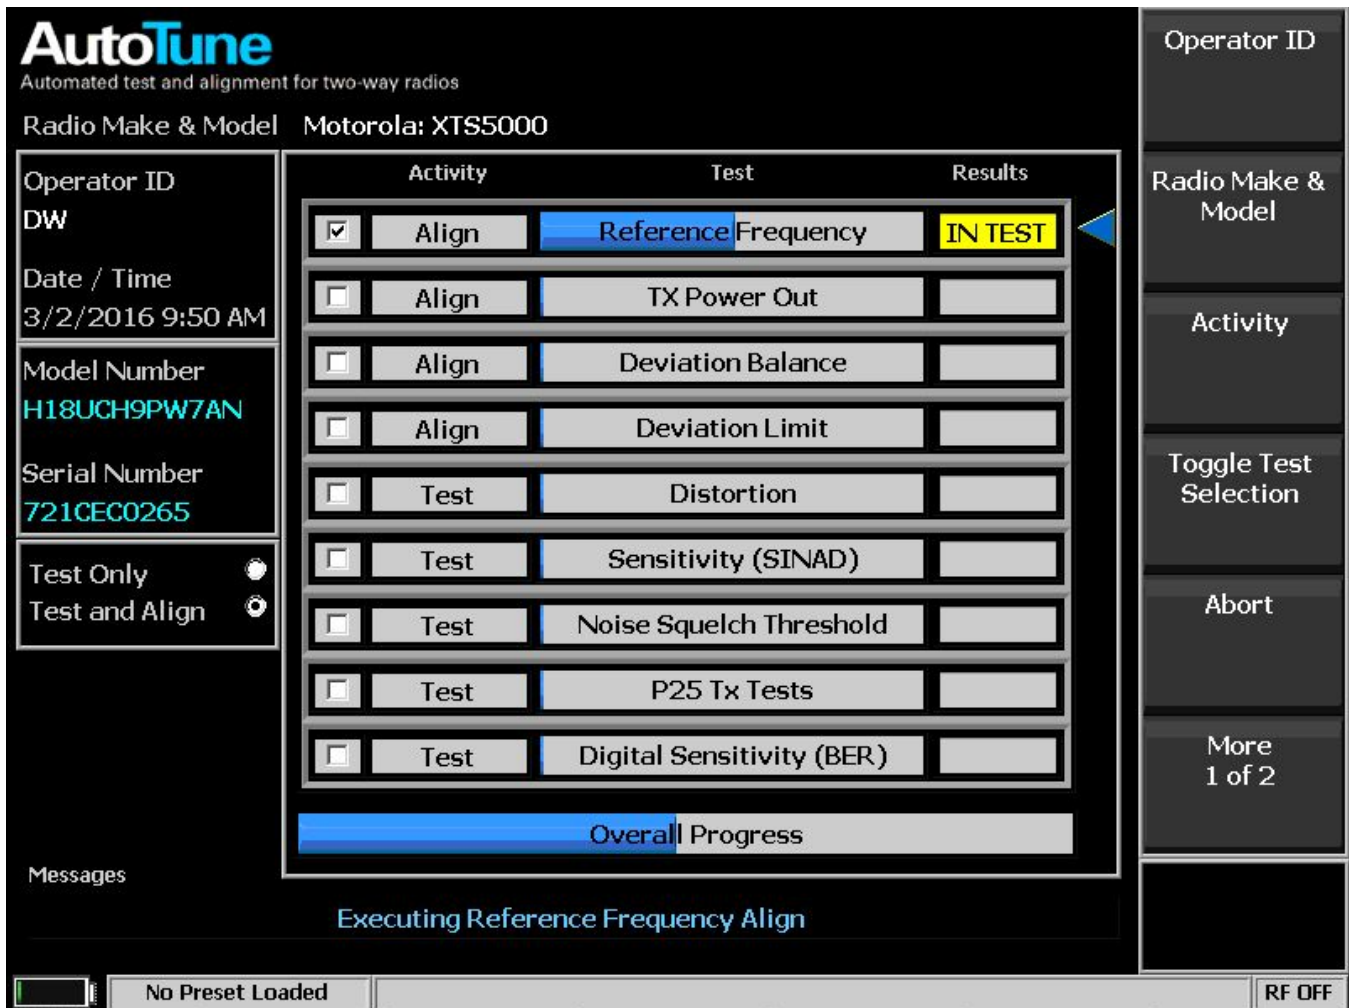 AutoTune
Automated test and alignment for two-way radios
Radio Make & Model Motorola: XTS5000
Operator ID
DW
Date / Time
3/2/2016 9:50 AM
Model Number
H18UCH9PW7AN
Serial Number
721CEC0265
Test Only
Test and Align
Activity Test Results
Align Reference Frequency IN TEST
Align TX Power Out
Align Deviation Balance
Align Deviation Limit
Test Distortion
Test Sensitivity (SINAD)
Test Noise Squelch Threshold
Test P25 Tx Tests
Test Digital Sensitivity (BER)
Overall Progress
Messages
Executing Reference Frequency Align
No Preset Loaded
RF OFF
Operator ID
Radio Make &
Model
Activity
Toggle Test
Selection
Abort
More
1 of 2